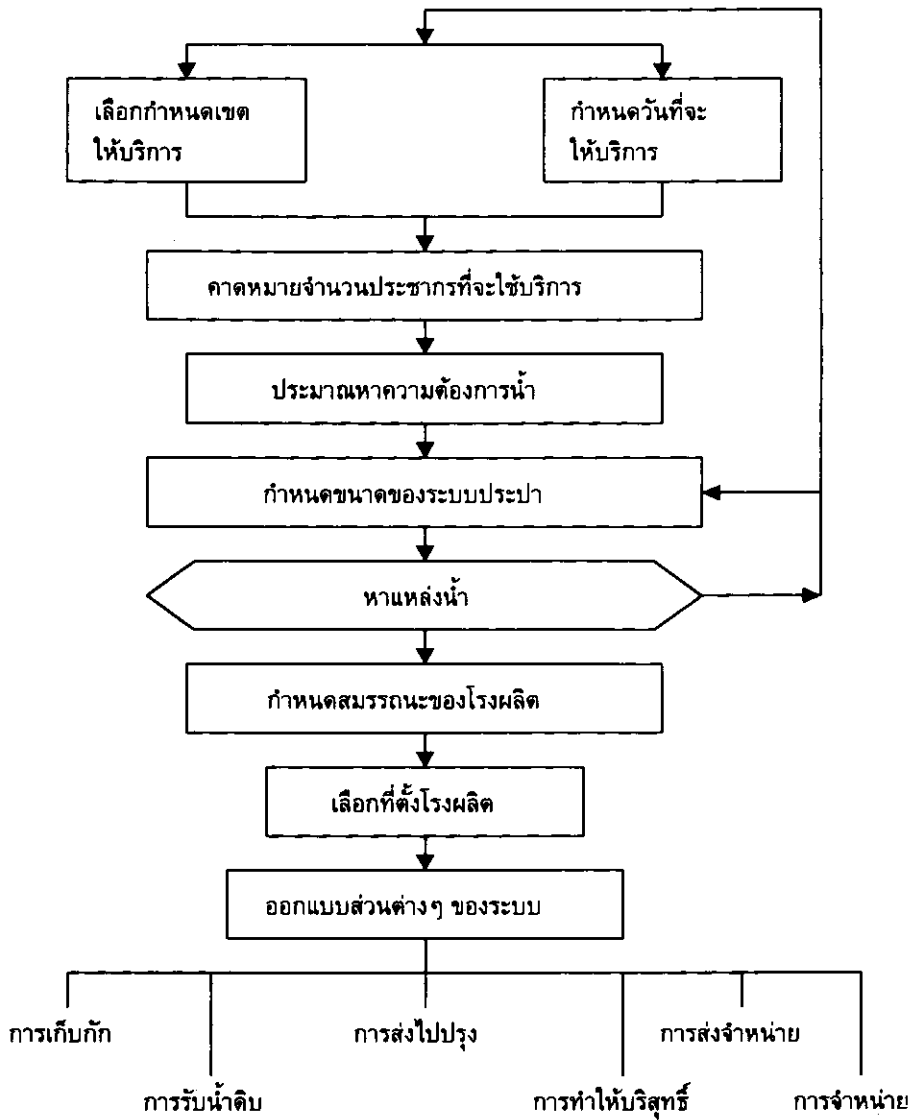 เลือกกำหนดเขต
ให้บริการ
กำหนดวันที่จะ
ให้บริการ
คาดหมายจำนวนประชากรที่จะใช้บริการ
ประมาณหาความต้องการน้ำ
กำหนดขนาดของระบบประปา
หาแหล่งน้ำ
กำหนดสมรรถนะของโรงผลิต
เลือกที่ตั้งโรงผลิต
ออกแบบส่วนต่างๆ ของระบบ
การเก็บกัก
การส่งไปปรุง
การส่งจำหน่าย
การรับน้ำดิบ
การทำให้บริสุทธิ์
การจำหน่าย